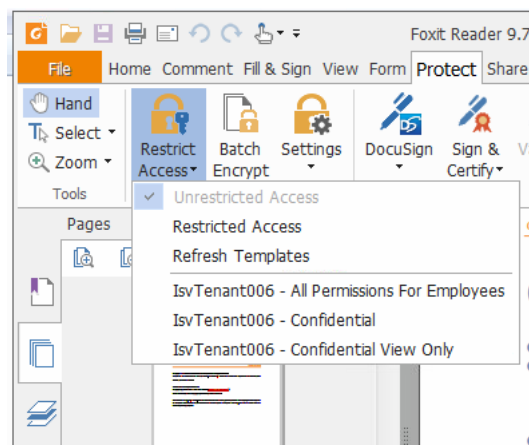 Foxit Reader 9.7
File Home Comment Fill & Sign View Form Protect Share
Hand
Select
Zoom
Tools
Restrict Access
Batch Encrypt
Settings
DocuSign
Sign & Certify
Pages
Unrestricted Access
Restricted Access
Refresh Templates
IsvTenant006 - All Permissions For Employees
IsvTenant006 - Confidential
IsvTenant006 - Confidential View Only